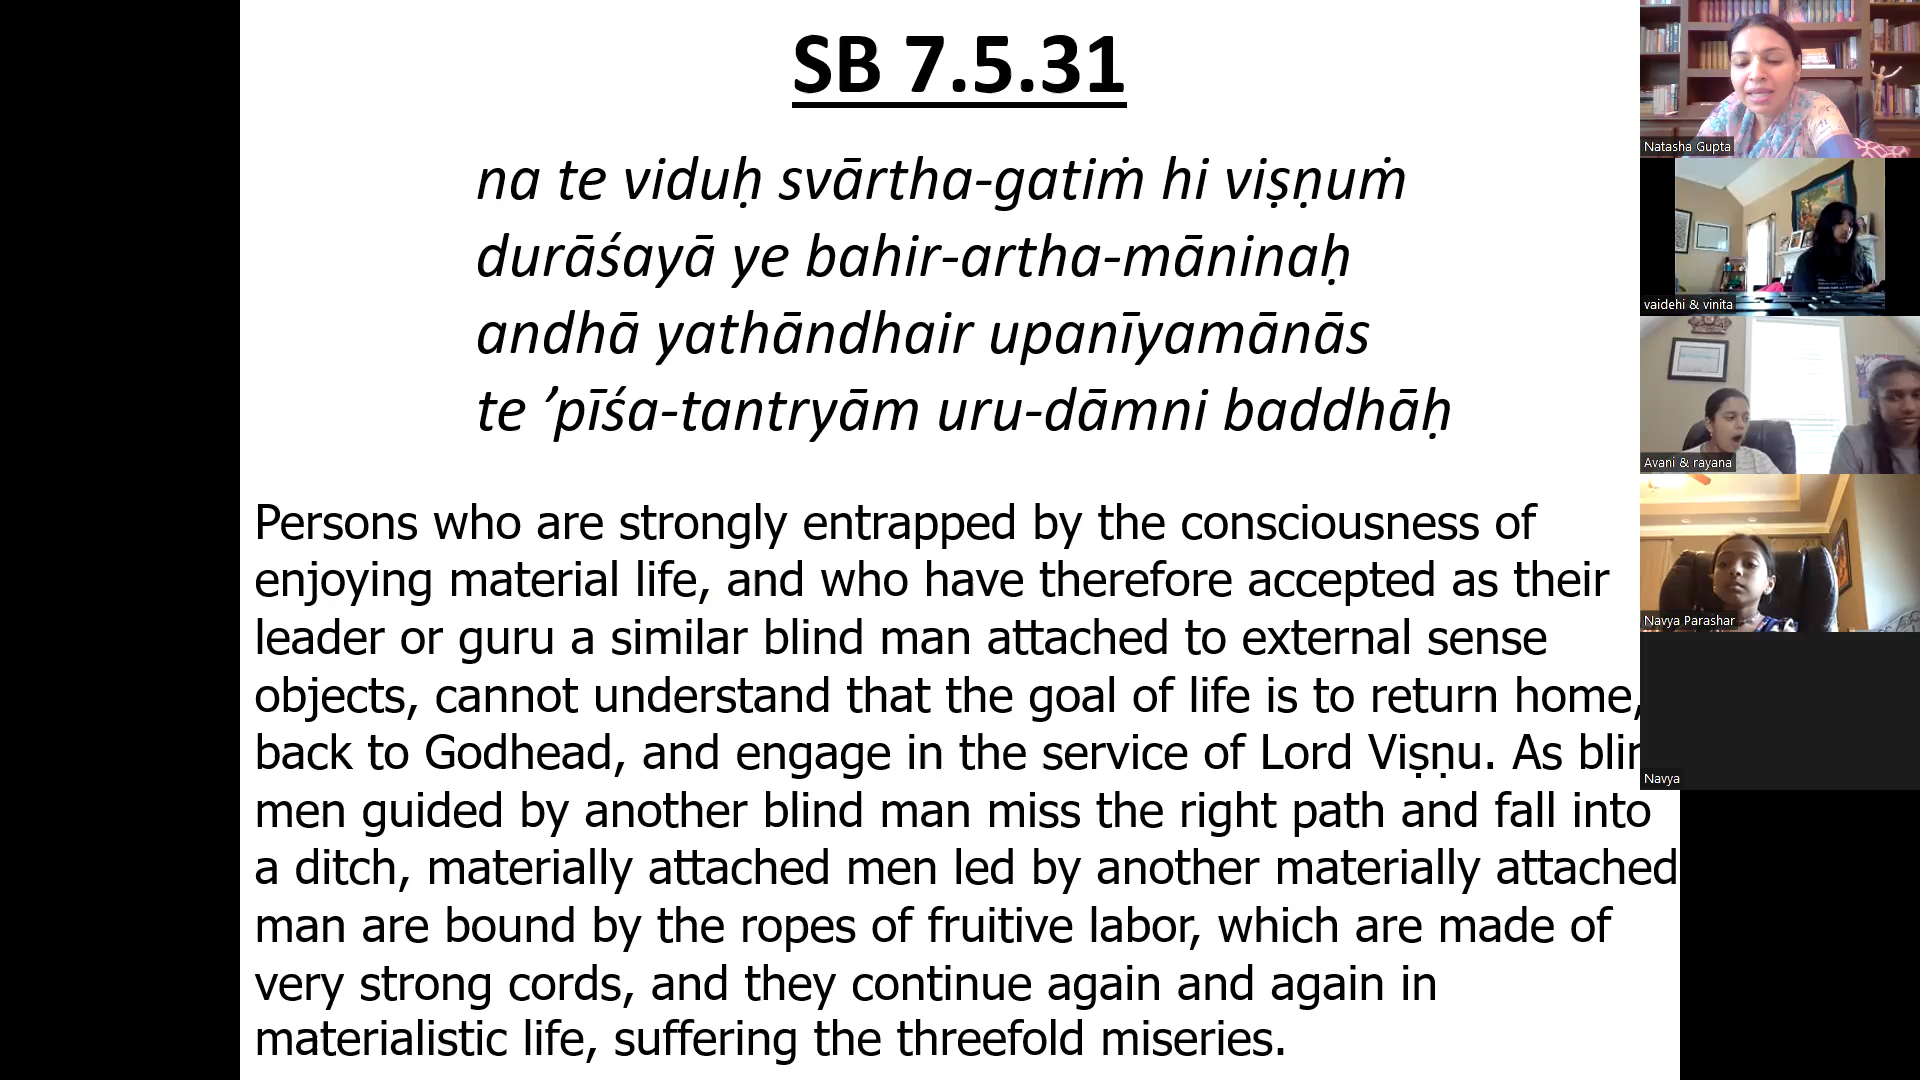 SB 7.5.31
na te viduḥ svārtha-gatiṁ hi viṣṇuṁ
durāśayā ye bahir-artha-māninaḥ
andhā yathāndhair upanīyamānās
te ’pīśa-tantryām uru-dāmni baddhāḥ
Persons who are strongly entrapped by the consciousness of
enjoying material life, and who have therefore accepted as their
leader or guru a similar blind man attached to external sense
objects, cannot understand that the goal of life is to return home,
back to Godhead, and engage in the service of Lord Viṣṇu. As
men guided by another blind man miss the right path and fall into
a ditch, materially attached men led by another materially attached
man are bound by the ropes of fruitive labor, which are made of
very strong cords, and they continue again and again in
materialistic life, suffering the threefold miseries.
Natasha Gupta
vaidehi & vinita
Avani & rayana
Navya Parashar
Navya